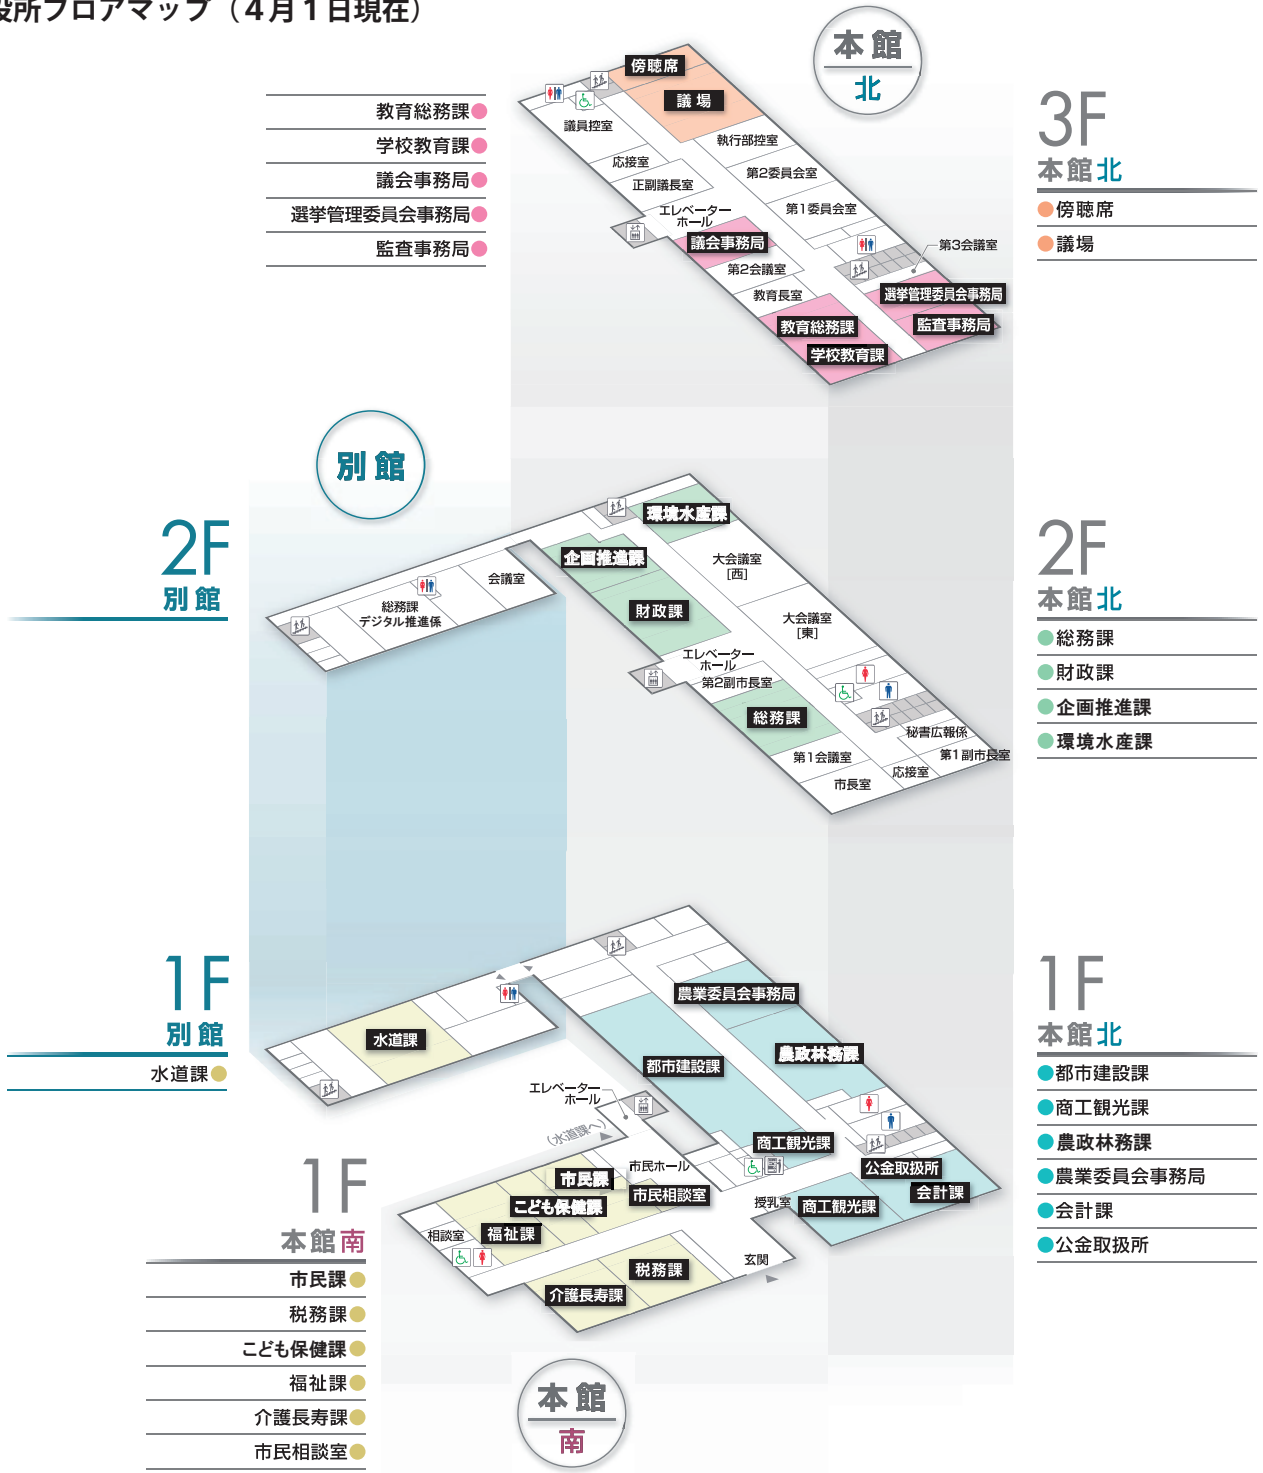 役所フロアマップ（４月１日現在）
本館
北
傍聴席
議場
議員控室
執行部控室
応接室
第2委員会室
正副議長室
第1委員会室
エレベーター
ホール
議会事務局
第3会議室
第2会議室
教育長室
選挙管理委員会事務局
教育総務課
監査事務局
学校教育課
教育総務課
学校教育課
議会事務局
選挙管理委員会事務局
監査事務局
3F
本館北
傍聴席
議場
別館
2F
別館
環境水産課
企画推進課
大会議室
[西]
会議室
総務課
デジタル推進係
財政課
大会議室
[東]
エレベーター
ホール
第2副市長室
総務課
秘書広報係
第1会議室
第１副市長室
応接室
市長室
2F
本館北
総務課
財政課
企画推進課
環境水産課
1F
別館
水道課
農業委員会事務局
水道課
農政林務課
都市建設課
エレベーター
ホール
(水道課へ)
商工観光課
市民ホール
公金取扱所
市民課
市民相談室
会計課
こども保健課
授乳室
商工観光課
相談室
福祉課
玄関
税務課
介護長寿課
1F
本館北
都市建設課
商工観光課
農政林務課
農業委員会事務局
会計課
公金取扱所
1F
本館南
市民課
税務課
こども保健課
福祉課
介護長寿課
市民相談室
本館
南